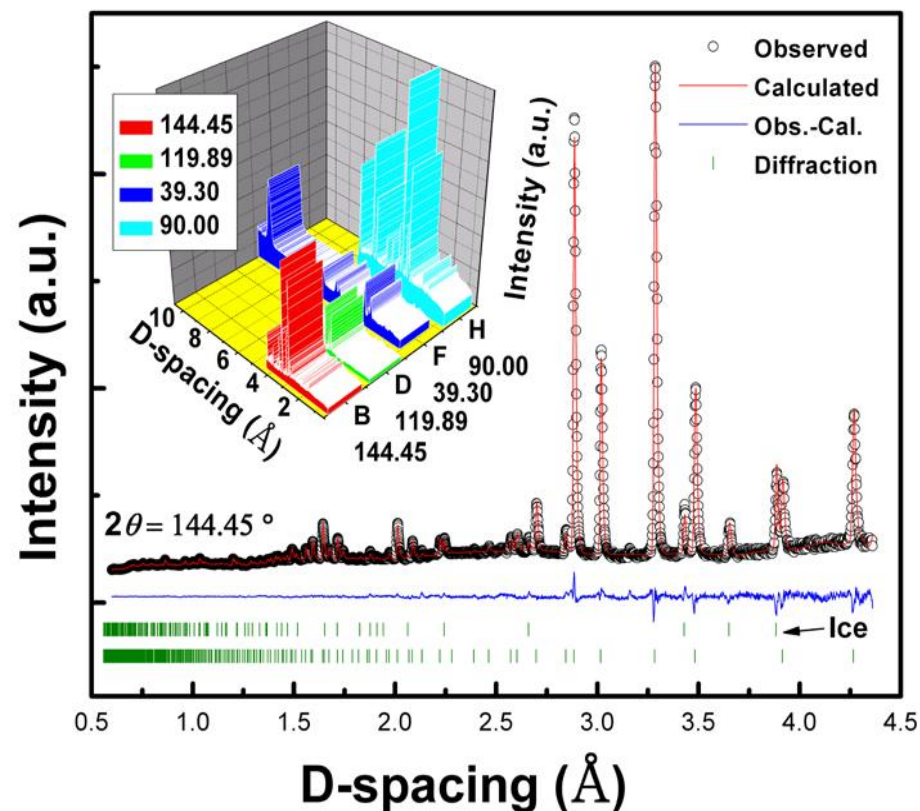 Observed
Calculated
Obs.-Cal.
Diffraction
144.45
119.89
39.30
90.00
Intensity (a.u.)
10
8
6
4
2
D-spacing (Å)
B
D
F
H
144.45
119.89
39.30
90.00
Intensity (a.u.)
2θ = 144.45 °
Ice
0.5 1.0 1.5 2.0 2.5 3.0 3.5 4.0 4.5
D-spacing (Å)